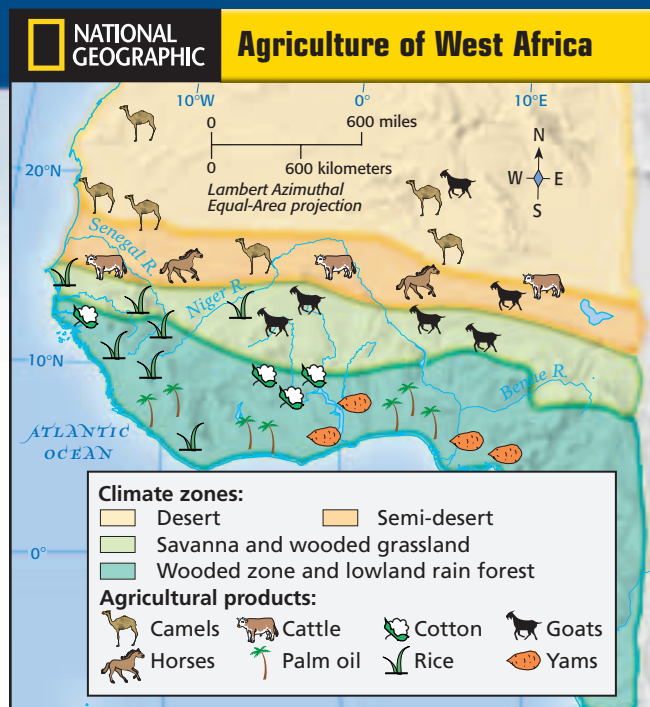 NATIONAL
GEOGRAPHIC
Agriculture of West Africa
10°W
0°
10°E
0
600 miles
0
600 kilometers
Lambert Azimuthal
Equal-Area projection
N
W
E
S
20°N
Senegal R.
Niger R.
10°N
Benue R.
ATLANTIC
OCEAN
0°
Climate zones:
Desert
Semi-desert
Savanna and wooded grassland
Wooded zone and lowland rain forest
Agricultural products:
Camels
Cattle
Cotton
Goats
Horses
Palm oil
Rice
Yams